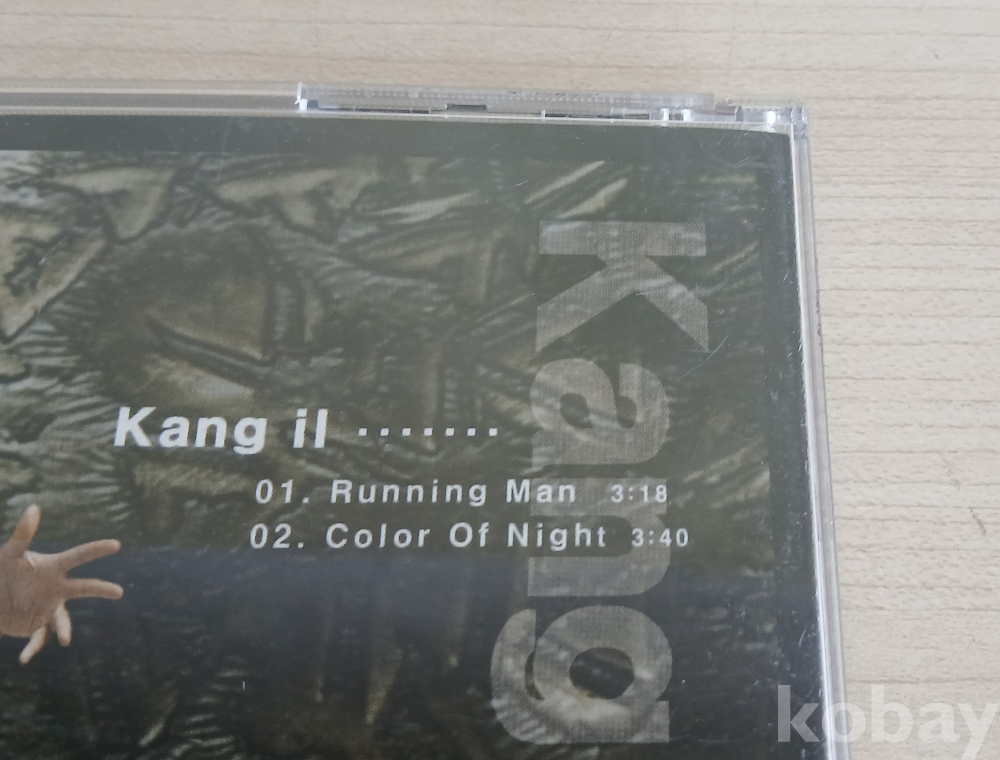 Kang
Kang il .......
01. Running Man 3:18
02. Color Of Night 3:40
kobay